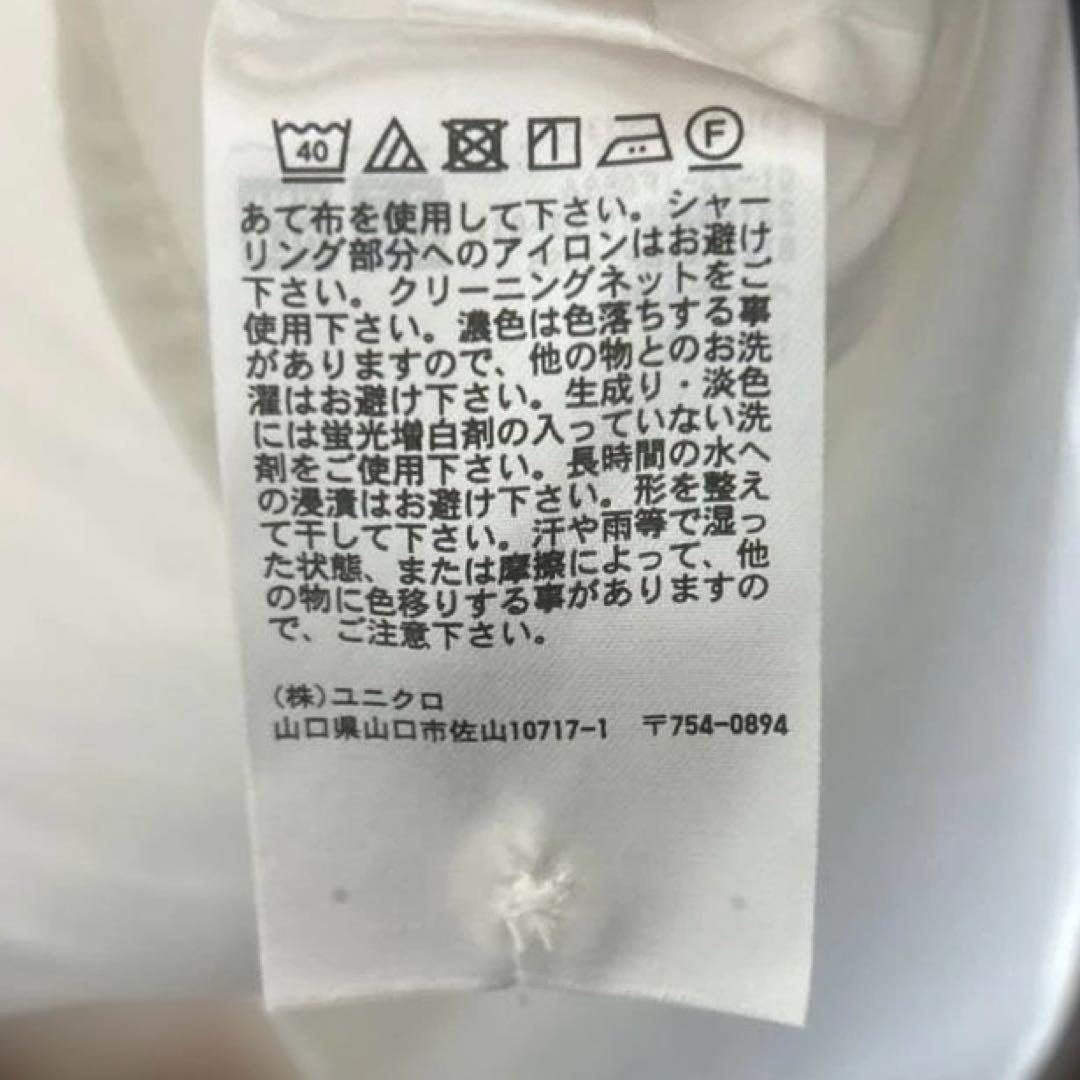 40 F
あて布を使用して下さい。シャー
リング部分へのアイロンはお避け
下さい。クリーニングネットをご
使用下さい。濃色は色落ちする事
がありますので、他の物とのお洗
濯はお避け下さい。生成り・淡色
には蛍光増白剤の入っていない洗
剤をご使用下さい。長時間の水へ
の浸漬はお避け下さい。形を整え
て干して下さい。汗や雨等で湿っ
た状態、または摩擦によって、他
の物に色移りする事がありますの
で、ご注意下さい。
(株)ユニクロ
山口県山口市佐山10717-1 〒754-0894